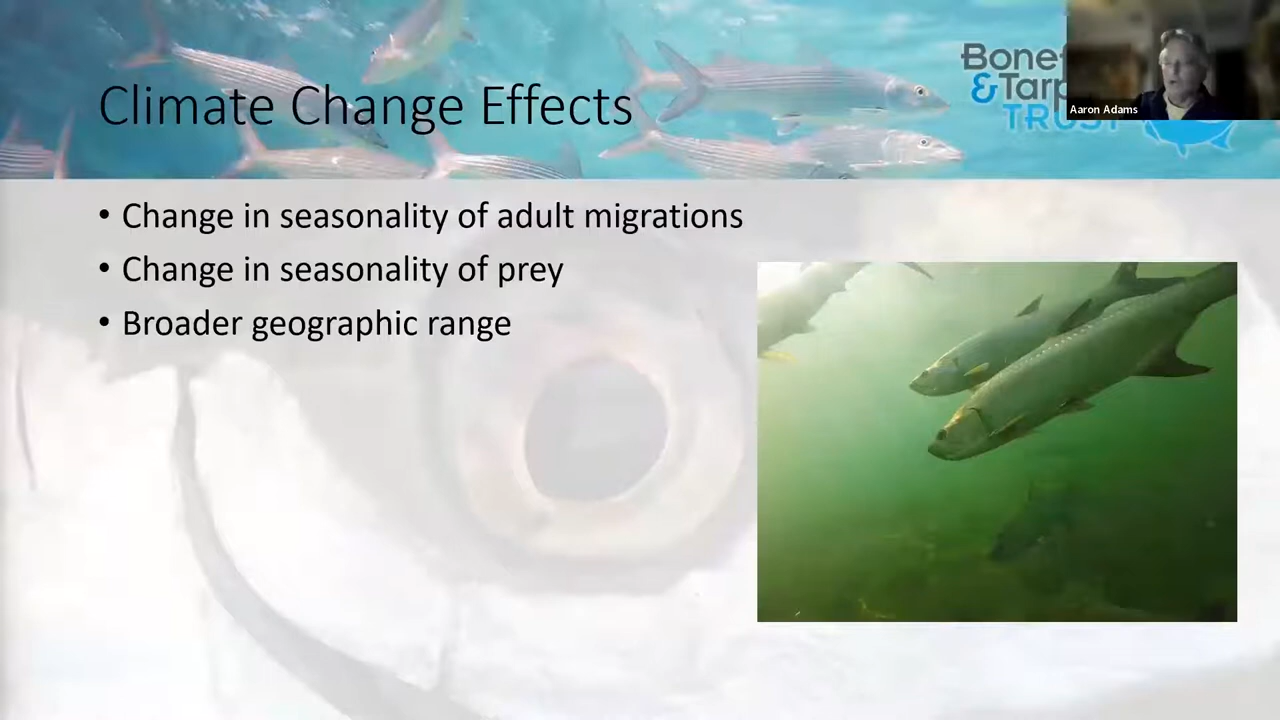 Climate Change Effects
Aaron Adams
& 
TRUST
• Change in seasonality of adult migrations
• Change in seasonality of prey
• Broader geographic range